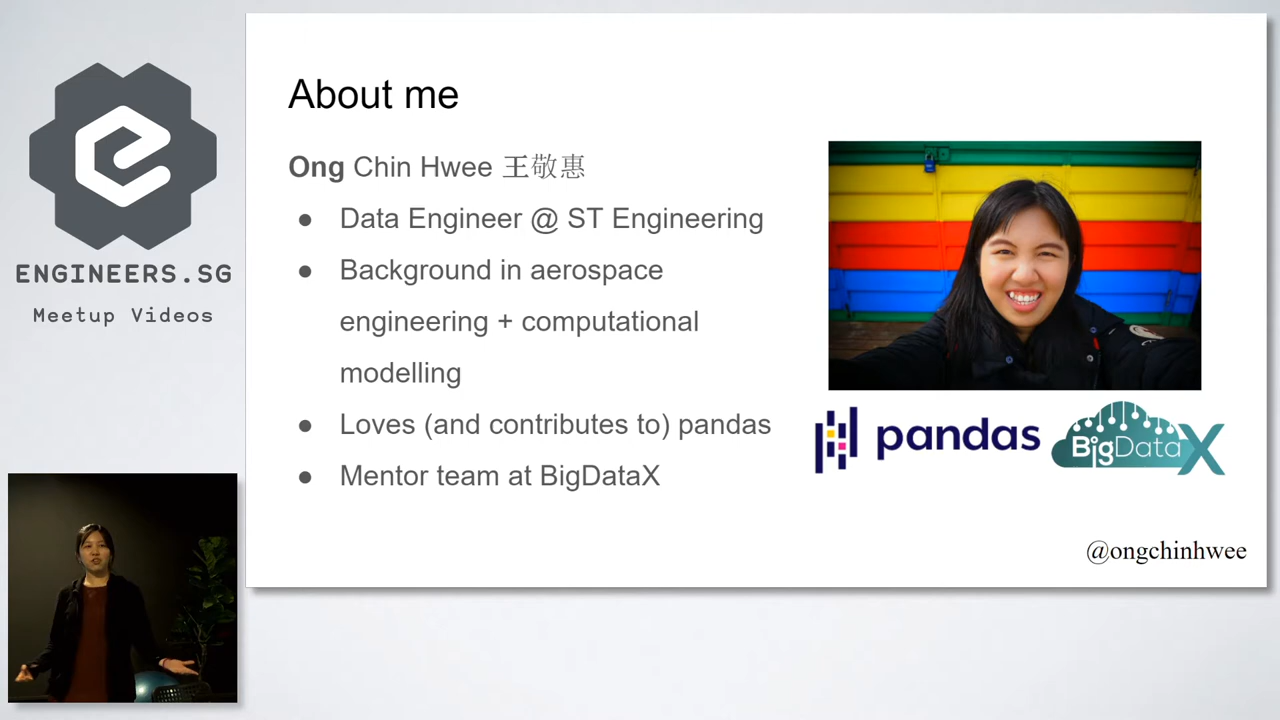 ENGINEERS.SG
Meetup Videos
About me
Ong Chin Hwee 王敬惠
● Data Engineer @ ST Engineering
● Background in aerospace
engineering + computational
modelling
● Loves (and contributes to) pandas
● Mentor team at BigDataX
pandas
BigDataX
@ongchinhwee